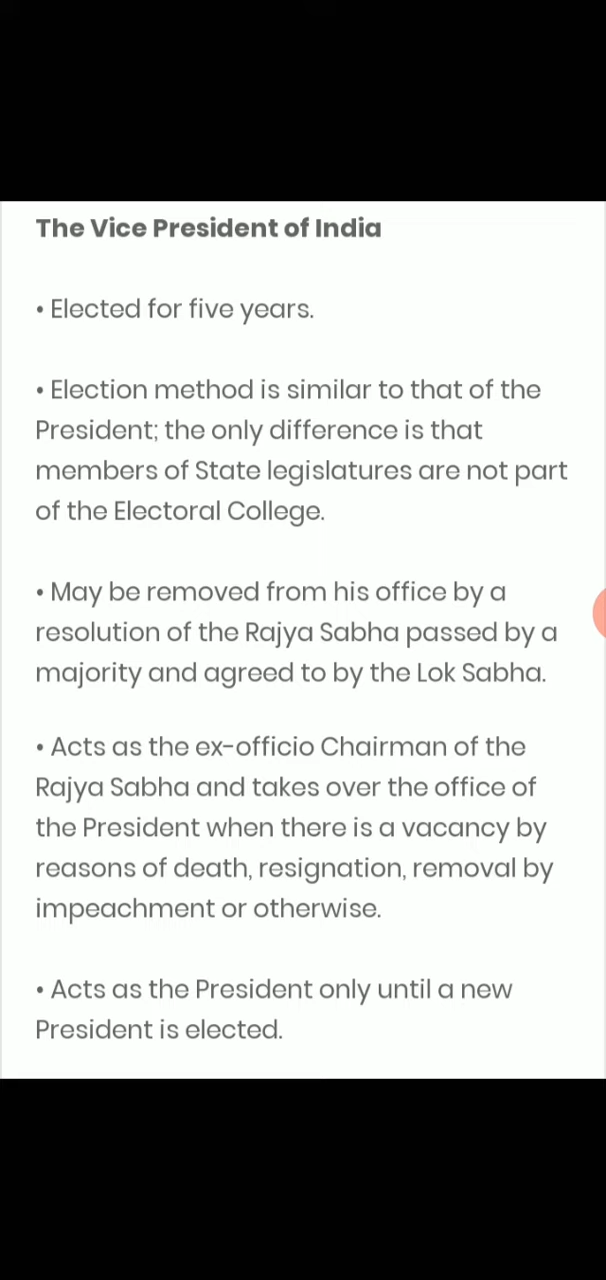 The Vice President of India
• Elected for five years.
• Election method is similar to that of the
President; the only difference is that
members of State legislatures are not part
of the Electoral College.
• May be removed from his office by a
resolution of the Rajya Sabha passed by a
majority and agreed to by the Lok Sabha.
• Acts as the ex-officio Chairman of the
Rajya Sabha and takes over the office of
the President when there is a vacancy by
reasons of death, resignation, removal by
impeachment or otherwise.
• Acts as the President only until a new
President is elected.